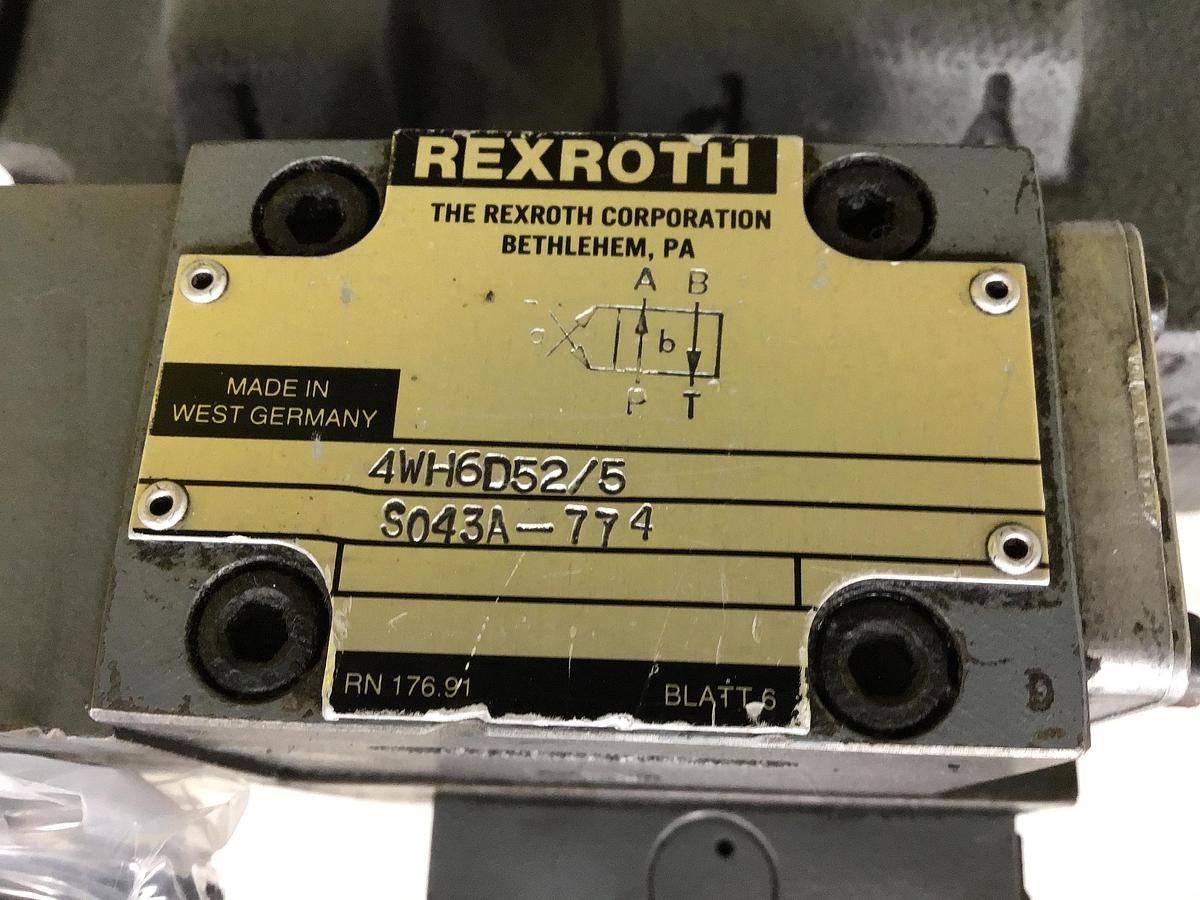 REXROTH
THE REXROTH CORPORATION
BETHLEHEM, PA
A B
a b
P T
MADE IN
WEST GERMANY
4WH6D52/5
S043A-774
RN 176.91 BLATT 6
D